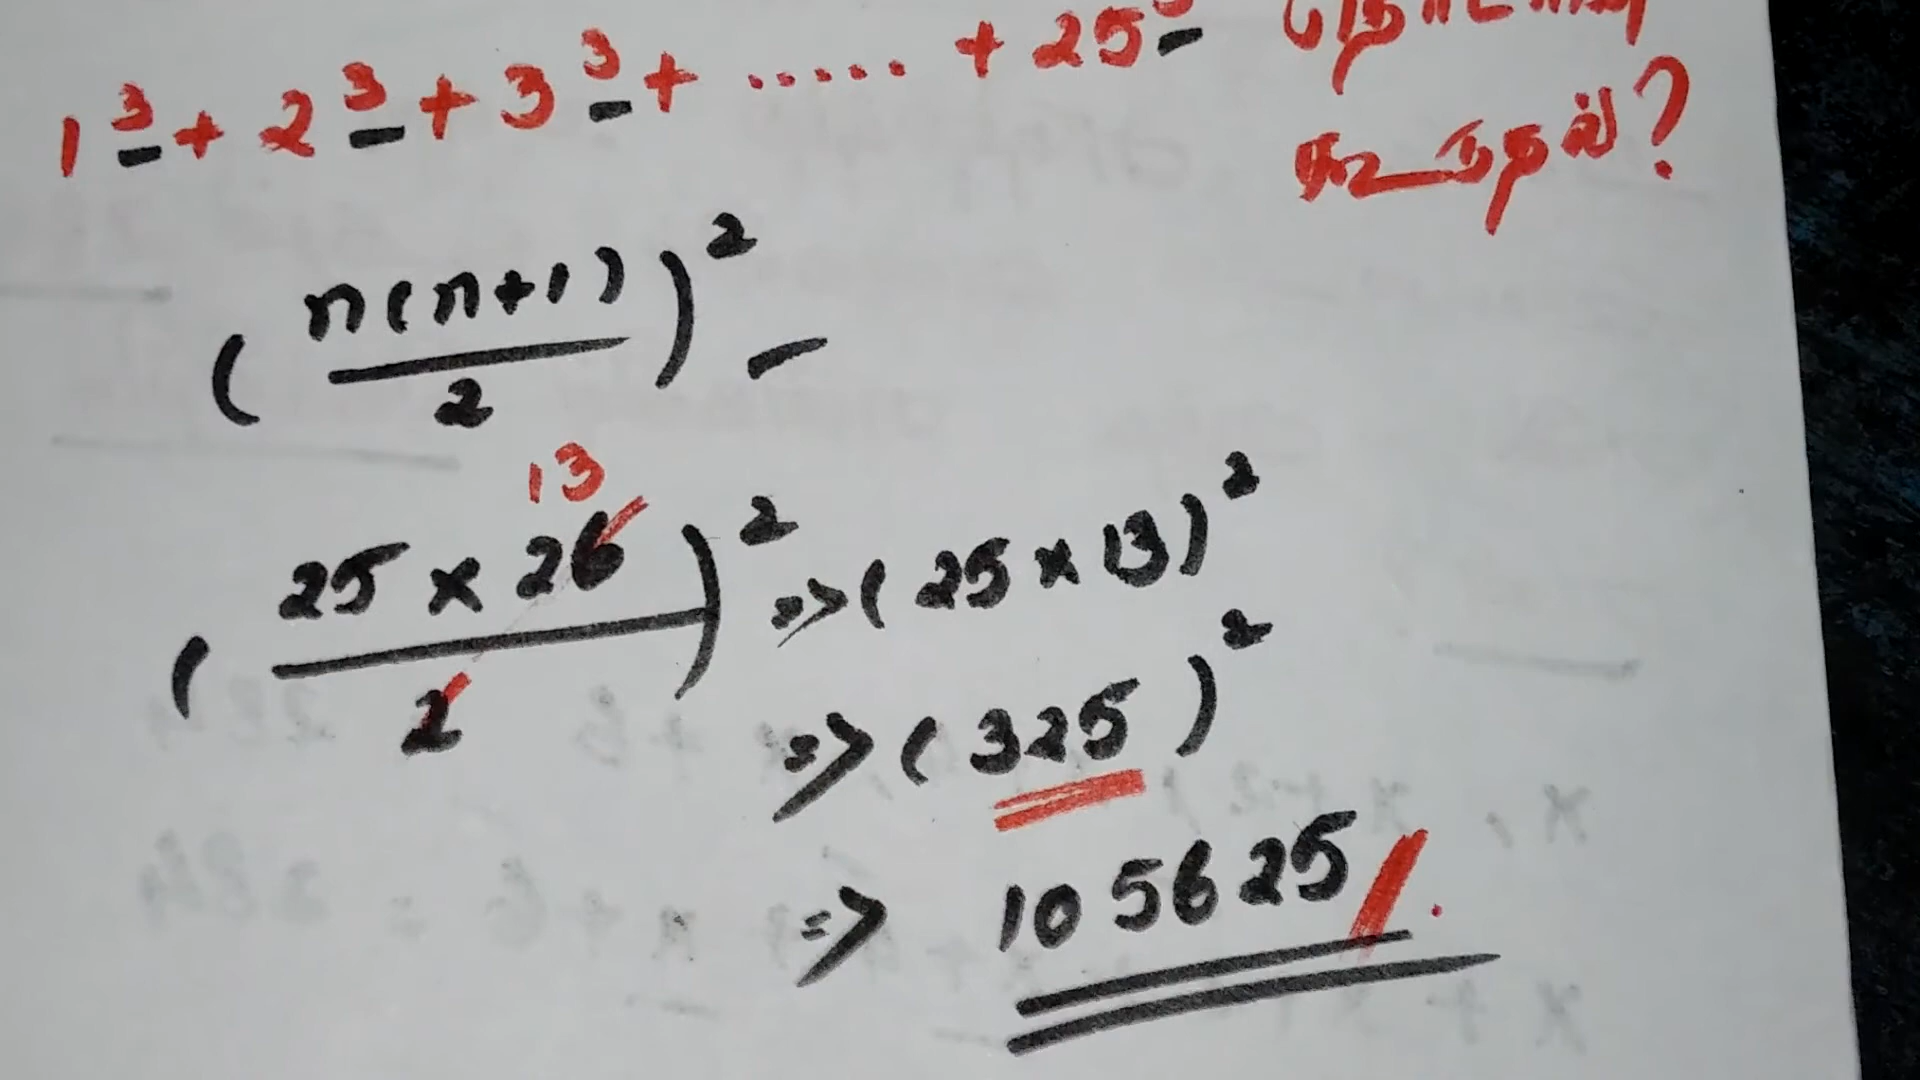 1³ + 2³ + 3³ + ..... + 25³
கூடுதல்?
(n(n+1)/2)²
13
(25 × 26/2)² => (25 × 13)²
=> (325)²
=> 105625